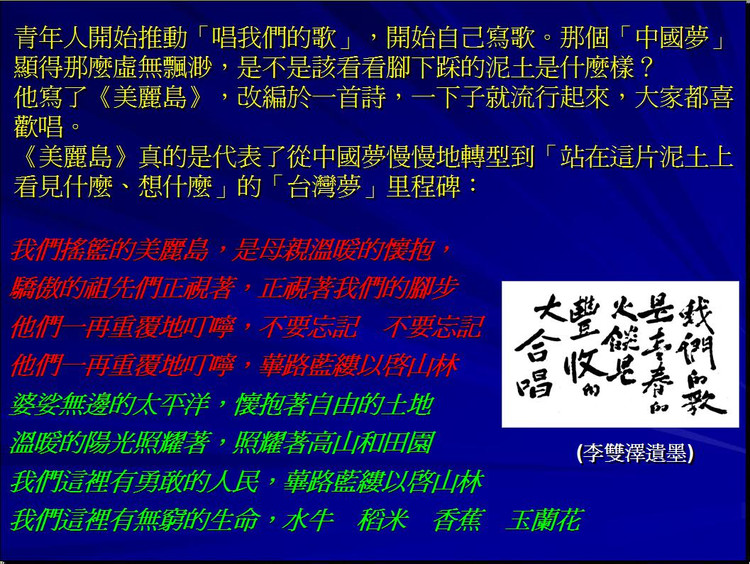 青年人開始推動「唱我們的歌」，開始自己寫歌。那個「中國夢」
顯得那麼虛無飄渺，是不是該看看腳下踩的泥土是什麼樣？
他寫了《美麗島》，改編於一首詩，一下子就流行起來，大家都喜
歡唱。
《美麗島》真的是代表了從中國夢慢慢地轉型到「站在這片泥土上
看見什麼、想什麼」的「台灣夢」里程碑：
我們搖籃的美麗島，是母親溫暖的懷抱，
驕傲的祖先們正視著，正視著我們的腳步
他們一再重覆地叮嚀，不要忘記　不要忘記
他們一再重覆地叮嚀，蓽路藍縷以啓山林
婆娑無邊的太平洋，懷抱著自由的土地
溫暖的陽光照耀著，照耀著高山和田園
我們這裡有勇敢的人民，蓽路藍縷以啓山林
我們這裡有無窮的生命，水牛　稻米　香蕉　玉蘭花
我們的歌
是青春的
火燄是
豐收的
大合唱
(李雙澤遺墨)